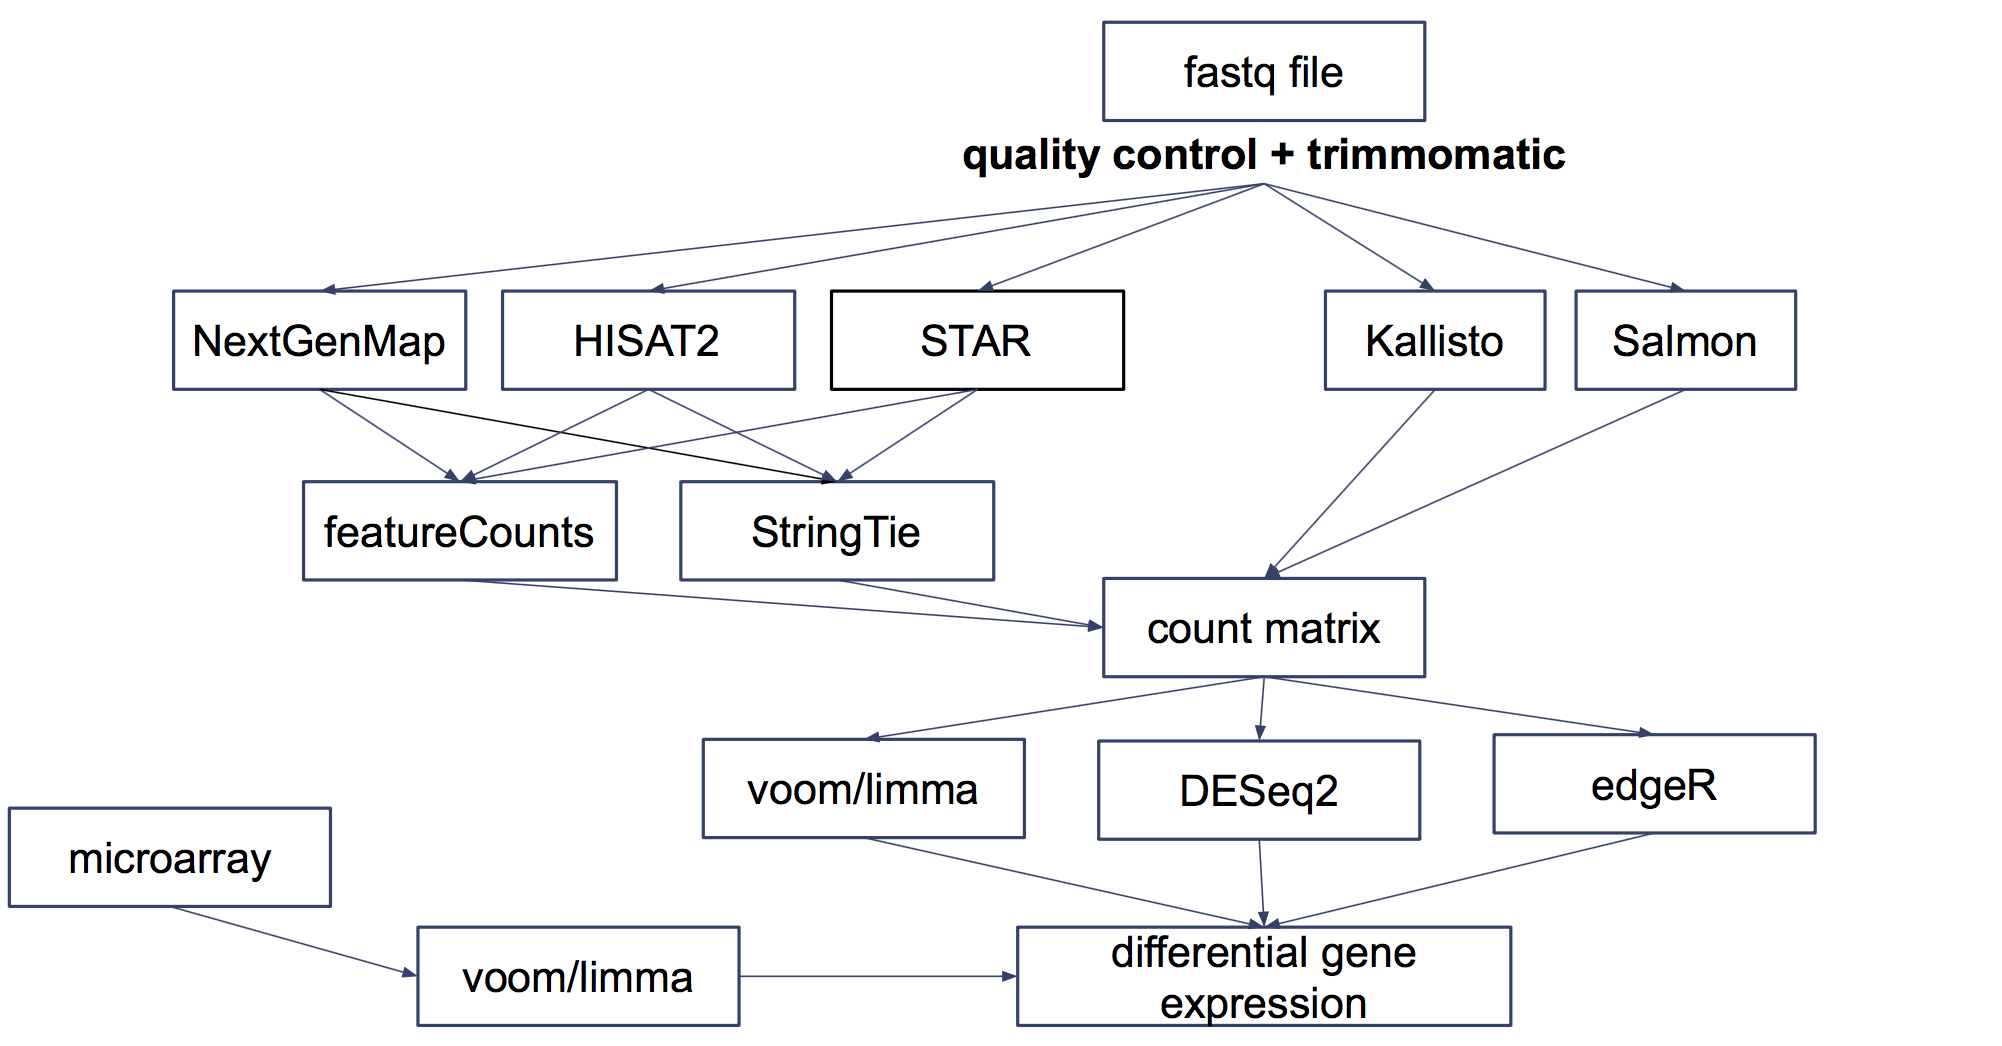 fastq file
quality control + trimmomatic
NextGenMap
HISAT2
STAR
Kallisto
Salmon
featureCounts
StringTie
count matrix
voom/limma
DESeq2
edgeR
microarray
voom/limma
differential gene
expression